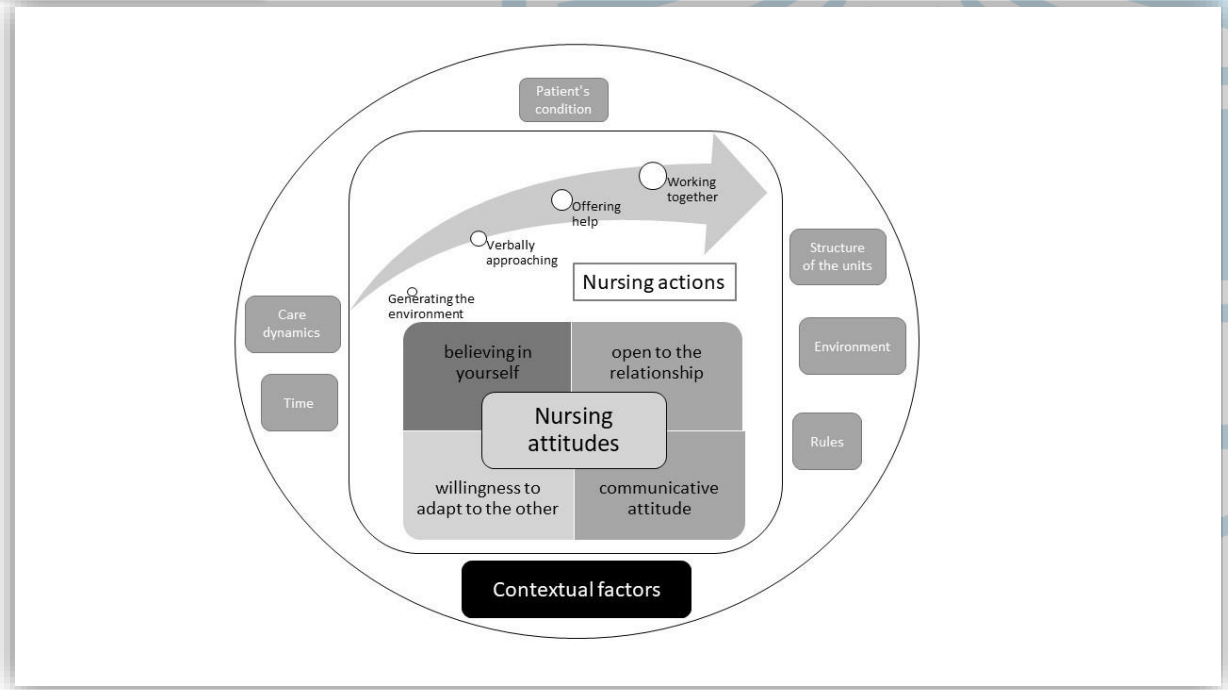 Patient's
condition
Working
together
Offering
help
Verbally
approaching
Generating the
environment
Nursing actions
Structure
of the units
Care
dynamics
Environment
Time
Rules
believing in
yourself
open to the
relationship
Nursing
attitudes
willingness to
adapt to the other
communicative
attitude
Contextual factors